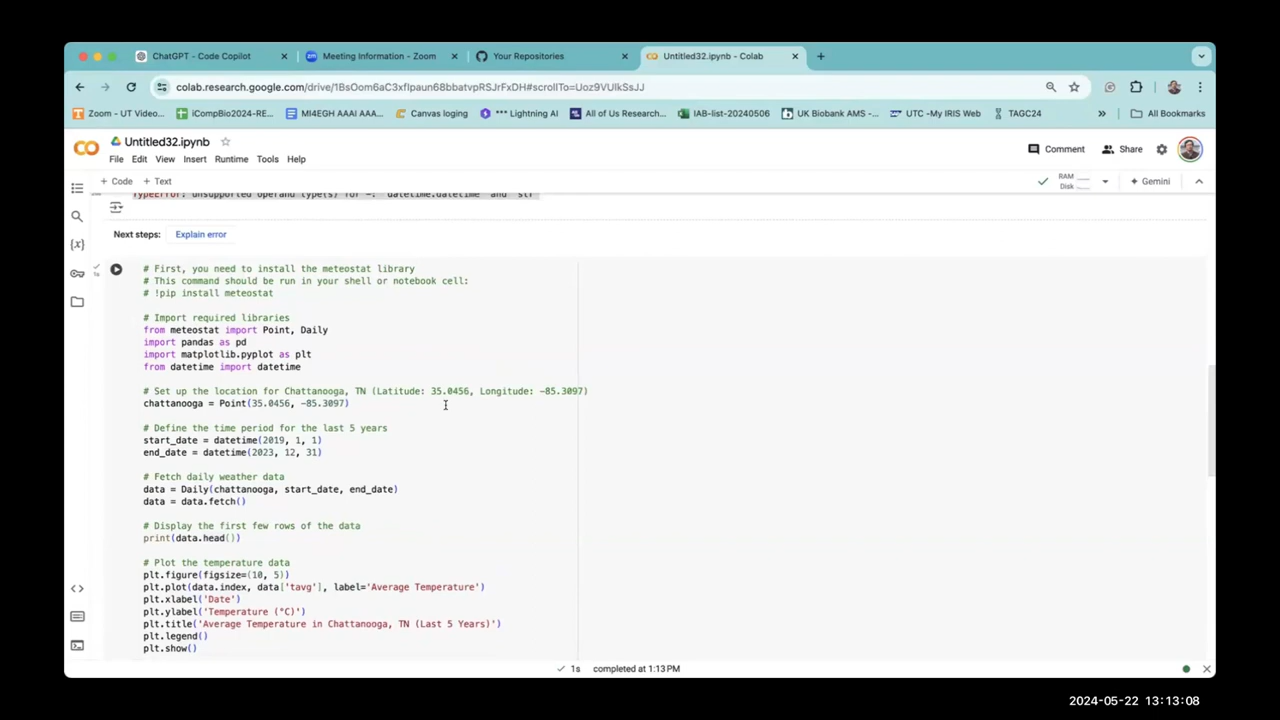 ChatGPT - Code Copilot
Meeting Information - Zoom
Your Repositories
Untitled32.ipynb - Colab
colab.research.google.com/drive/1BsOom6aC3xfIpaun68bbatvpRSJrFxDH#scrollTo=Uoz9VUlkSsJJ
Zoom - UT Video...
iCompBio2024-RE...
MI4EGH AAAI AAA...
Canvas loging
*** Lightning AI
All of Us Research...
IAB-list-20240506
UK Biobank AMS -...
UTC -My IRIS Web
TAGC24
»
All Bookmarks
Untitled32.ipynb
File Edit View Insert Runtime Tools Help
Comment
Share
+ Code + Text
RAM
Disk
Gemini
TypeError: unsupported operand type(s) for -: 'datetime.datetime' and 'str'
Next steps: Explain error
1s
# First, you need to install the meteostat library
# This command should be run in your shell or notebook cell:
# !pip install meteostat
# Import required libraries
from meteostat import Point, Daily
import pandas as pd
import matplotlib.pyplot as plt
from datetime import datetime
# Set up the location for Chattanooga, TN (Latitude: 35.0456, Longitude: -85.3097)
chattanooga = Point(35.0456, -85.3097)
# Define the time period for the last 5 years
start_date = datetime(2019, 1, 1)
end_date = datetime(2023, 12, 31)
# Fetch daily weather data
data = Daily(chattanooga, start_date, end_date)
data = data.fetch()
# Display the first few rows of the data
print(data.head())
# Plot the temperature data
plt.figure(figsize=(10, 5))
plt.plot(data.index, data['tavg'], label='Average Temperature')
plt.xlabel('Date')
plt.ylabel('Temperature (°C)')
plt.title('Average Temperature in Chattanooga, TN (Last 5 Years)')
plt.legend()
plt.show()
1s completed at 1:13PM
2024-05-22 13:13:08